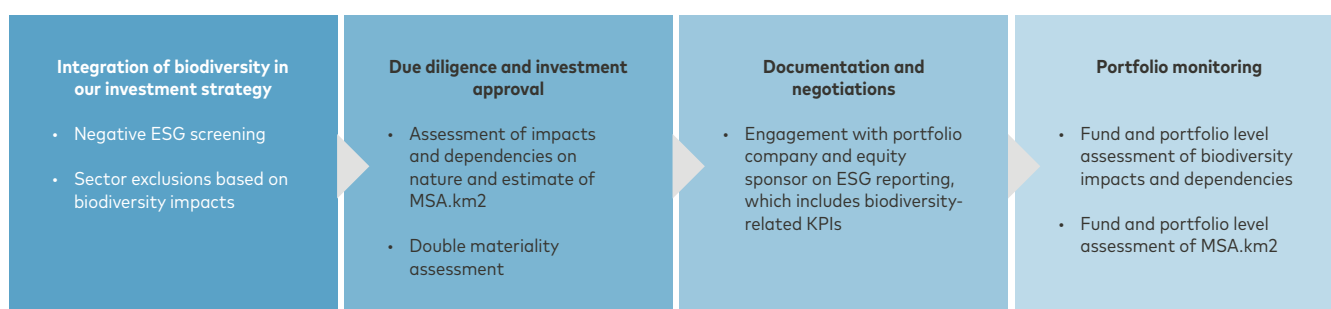 Integration of biodiversity in
our investment strategy
• Negative ESG screening
• Sector exclusions based on
biodiversity impacts
Due diligence and investment
approval
• Assessment of impacts
and dependencies on
nature and estimate of
MSA.km2
• Double materiality
assessment
Documentation and
negotiations
• Engagement with portfolio
company and equity
sponsor on ESG reporting,
which includes biodiversity-
related KPIs
Portfolio monitoring
• Fund and portfolio level
assessment of biodiversity
impacts and dependencies
• Fund and portfolio level
assessment of MSA.km2